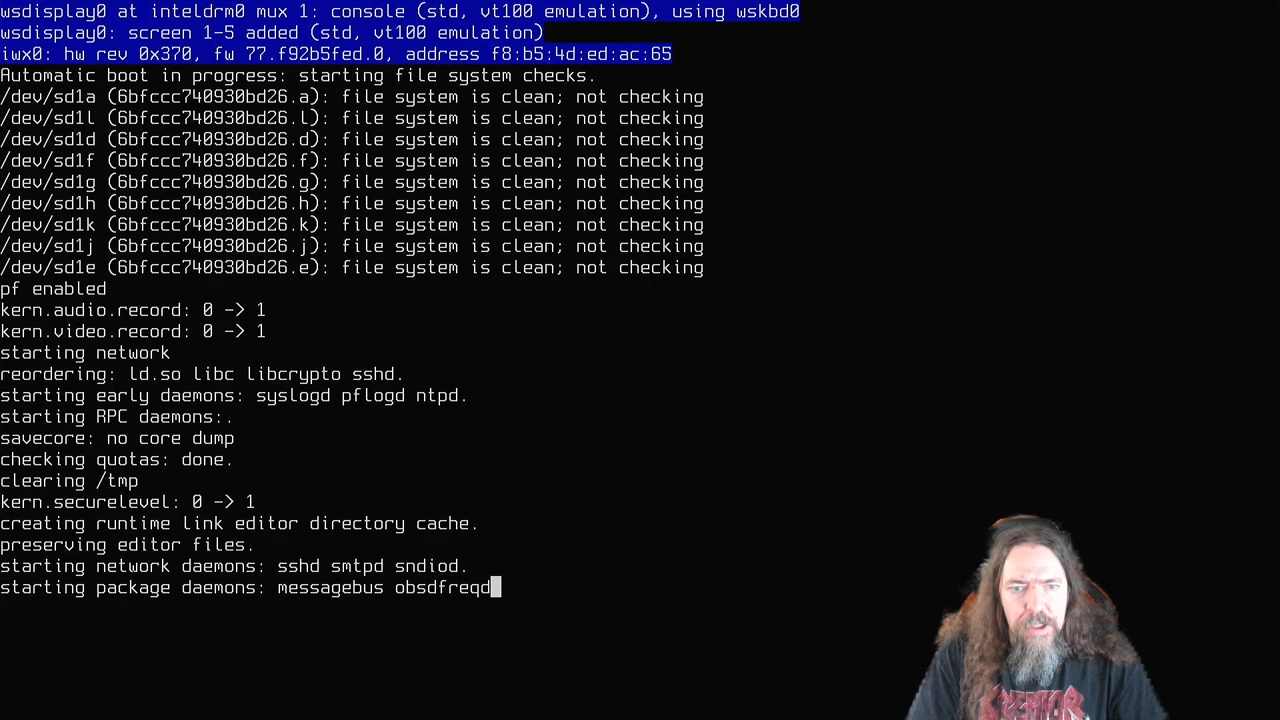 wsdisplay0 at inteldrm0 mux 1: console (std, vt100 emulation), using wskbd0
wsdisplay0: screen 1-5 added (std, vt100 emulation)
iwx0: hw rev 0x370, fw 77.f92b5fed.0, address f8:b5:4d:ed:ac:65
Automatic boot in progress: starting file system checks.
/dev/sd1a (6bfccc740930bd26.a): file system is clean; not checking
/dev/sd1l (6bfccc740930bd26.l): file system is clean; not checking
/dev/sd1d (6bfccc740930bd26.d): file system is clean; not checking
/dev/sd1f (6bfccc740930bd26.f): file system is clean; not checking
/dev/sd1g (6bfccc740930bd26.g): file system is clean; not checking
/dev/sd1h (6bfccc740930bd26.h): file system is clean; not checking
/dev/sd1k (6bfccc740930bd26.k): file system is clean; not checking
/dev/sd1j (6bfccc740930bd26.j): file system is clean; not checking
/dev/sd1e (6bfccc740930bd26.e): file system is clean; not checking
pf enabled
kern.audio.record: 0 -> 1
kern.video.record: 0 -> 1
starting network
reordering: ld.so libc libcrypto sshd.
starting early daemons: syslogd pflogd ntpd.
starting RPC daemons:.
savecore: no core dump
checking quotas: done.
clearing /tmp
kern.securelevel: 0 -> 1
creating runtime link editor directory cache.
preserving editor files.
starting network daemons: sshd smtpd sndiod.
starting package daemons: messagebus obsdfreqd
KREATOR